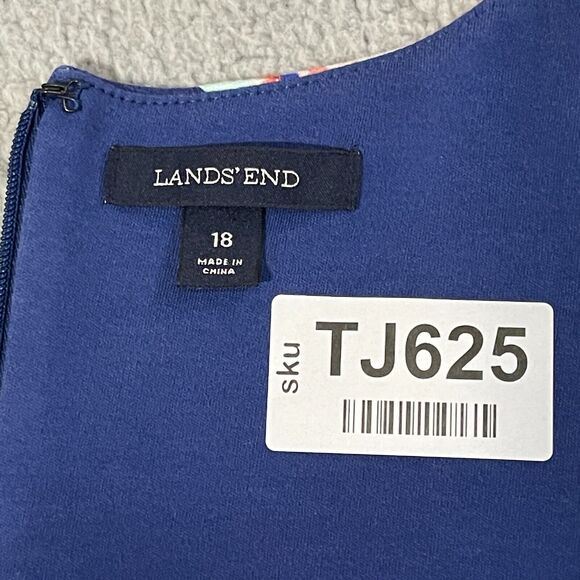 LANDS' END
18
MADE IN
CHINA
sku
TJ625